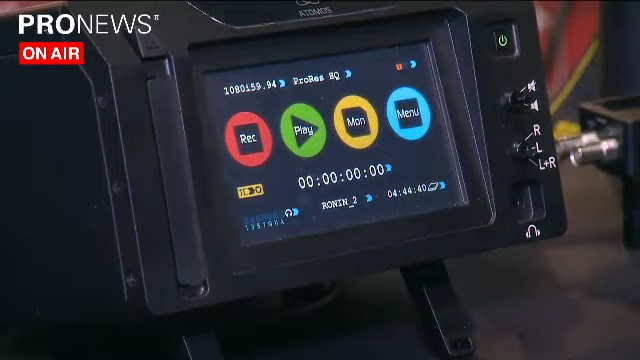 PRONEWS
ON AIR
ATOMOS
1080i59.94 ProRes HQ
Rec
Play
Mon
Menu
00:00:00:00
RONIN_2
04:44:40
R
L
L+R